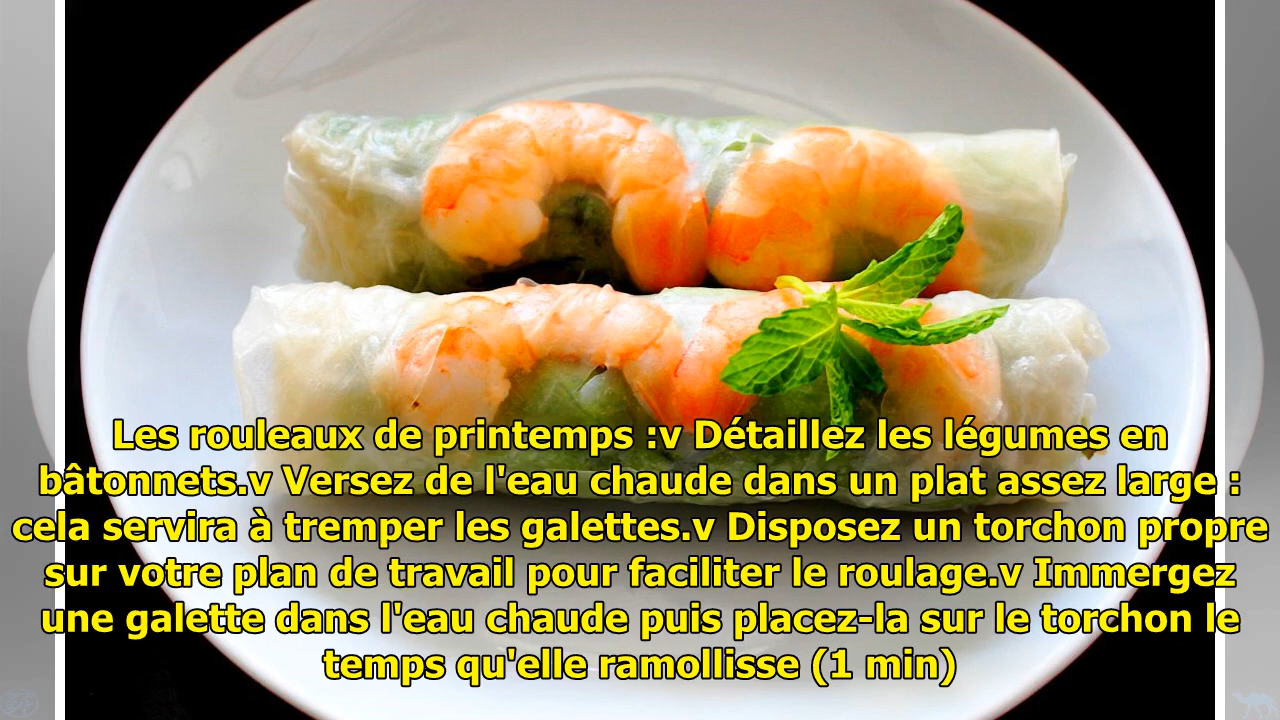 Les rouleaux de printemps :v Détaillez les légumes en
bâtonnets.v Versez de l'eau chaude dans un plat assez large :
cela servira à tremper les galettes.v Disposez un torchon propre
sur votre plan de travail pour faciliter le roulage.v Immergez
une galette dans l'eau chaude puis placez-la sur le torchon le
temps qu'elle ramollisse (1 min)